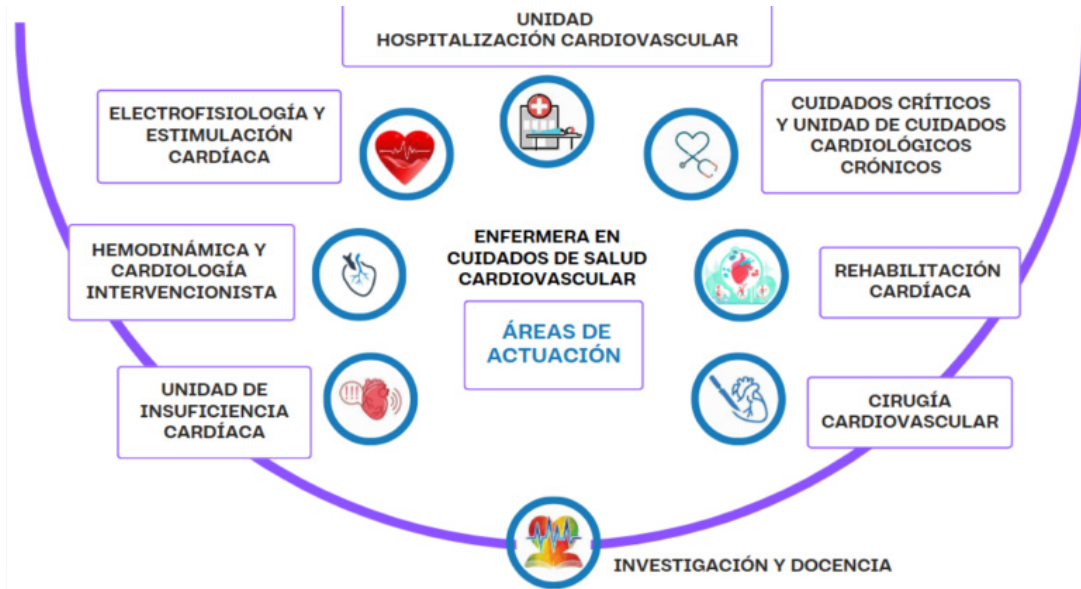 UNIDAD
HOSPITALIZACIÓN CARDIOVASCULAR
ELECTROFISIOLOGÍA Y
ESTIMULACIÓN
CARDÍACA
CUIDADOS CRÍTICOS
Y UNIDAD DE CUIDADOS
CARDIOLÓGICOS
CRÓNICOS
HEMODINÁMICA Y
CARDIOLOGÍA
INTERVENCIONISTA
ENFERMERA EN
CUIDADOS DE SALUD
CARDIOVASCULAR
REHABILITACIÓN
CARDÍACA
ÁREAS DE
ACTUACIÓN
UNIDAD DE
INSUFICIENCIA
CARDÍACA
!!!
CIRUGÍA
CARDIOVASCULAR
INVESTIGACIÓN Y DOCENCIA